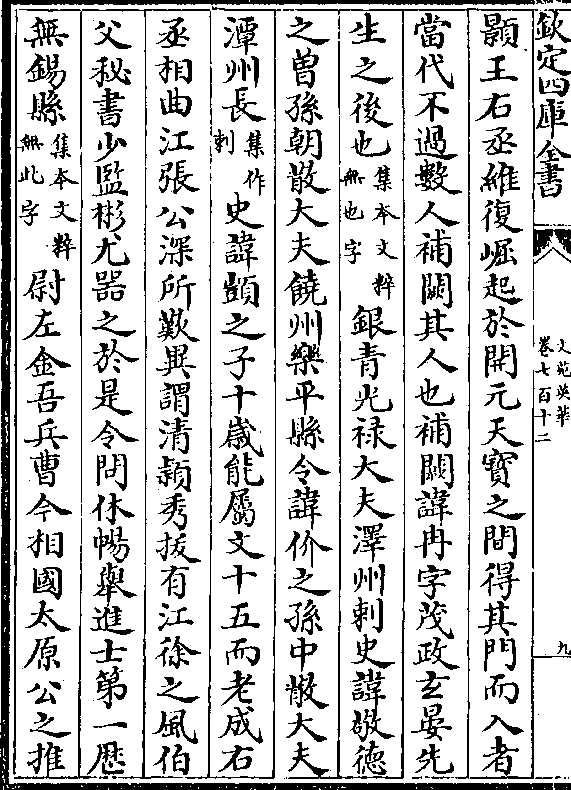 欽定四庫全書
文苑英華
卷七百十二
九
顥王右丞維復崛起於開元天寶之間得其門而入者
當代不過數人補闕其人也補闕諱冉字茂政𤣥晏先
生之後也集本文粹無也字銀青光禄大夫澤州刺史諱敬德
之曽孫朝散大夫饒州樂平縣令諱价之孫中散大夫
潭州長集作刺史諱顗之子十歲能屬文十五而老成右
丞相曲江張公深所歎異謂清潁秀拔有江徐之風伯
父秘書少監彬尤器之於是令問休暢舉進士第一歴
無錫縣集本文粹無此字尉左金吾兵曹今相國太原公之推